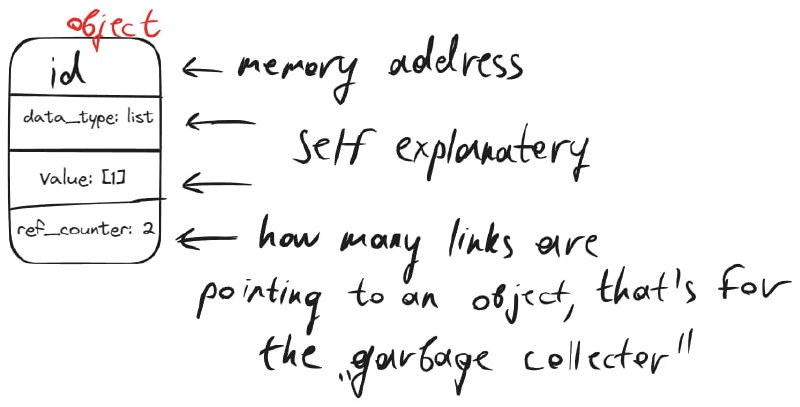 object
id ← memory address
data_type: list ←
self explanatery
value: [1] ←
ref_counter: 2 ← how many links are
pointing to an object, that's for
the „garbage collecter"